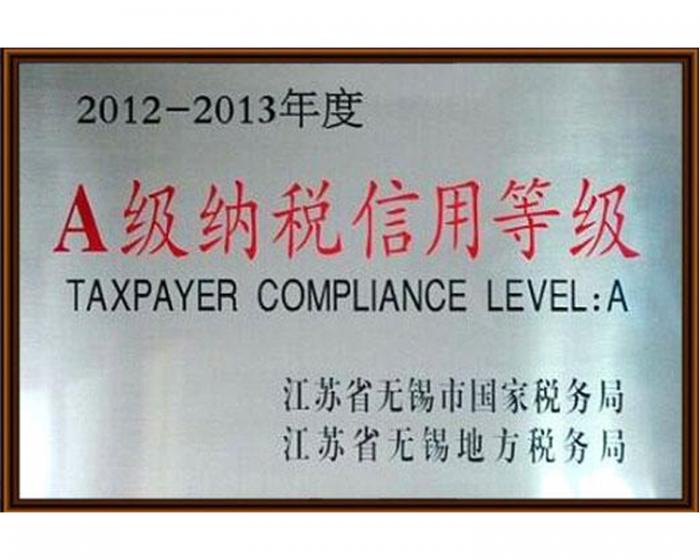 2012-2013年度
A级纳税信用等级
TAXPAYER COMPLIANCE LEVEL:A
江苏省无锡市国家税务局
江苏省无锡地方税务局